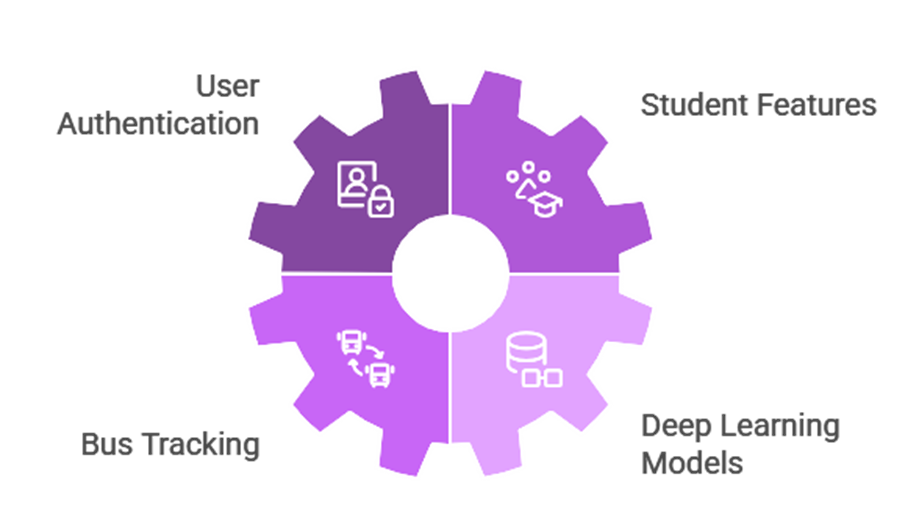 User
Authentication
Student Features
Bus Tracking
Deep Learning
Models